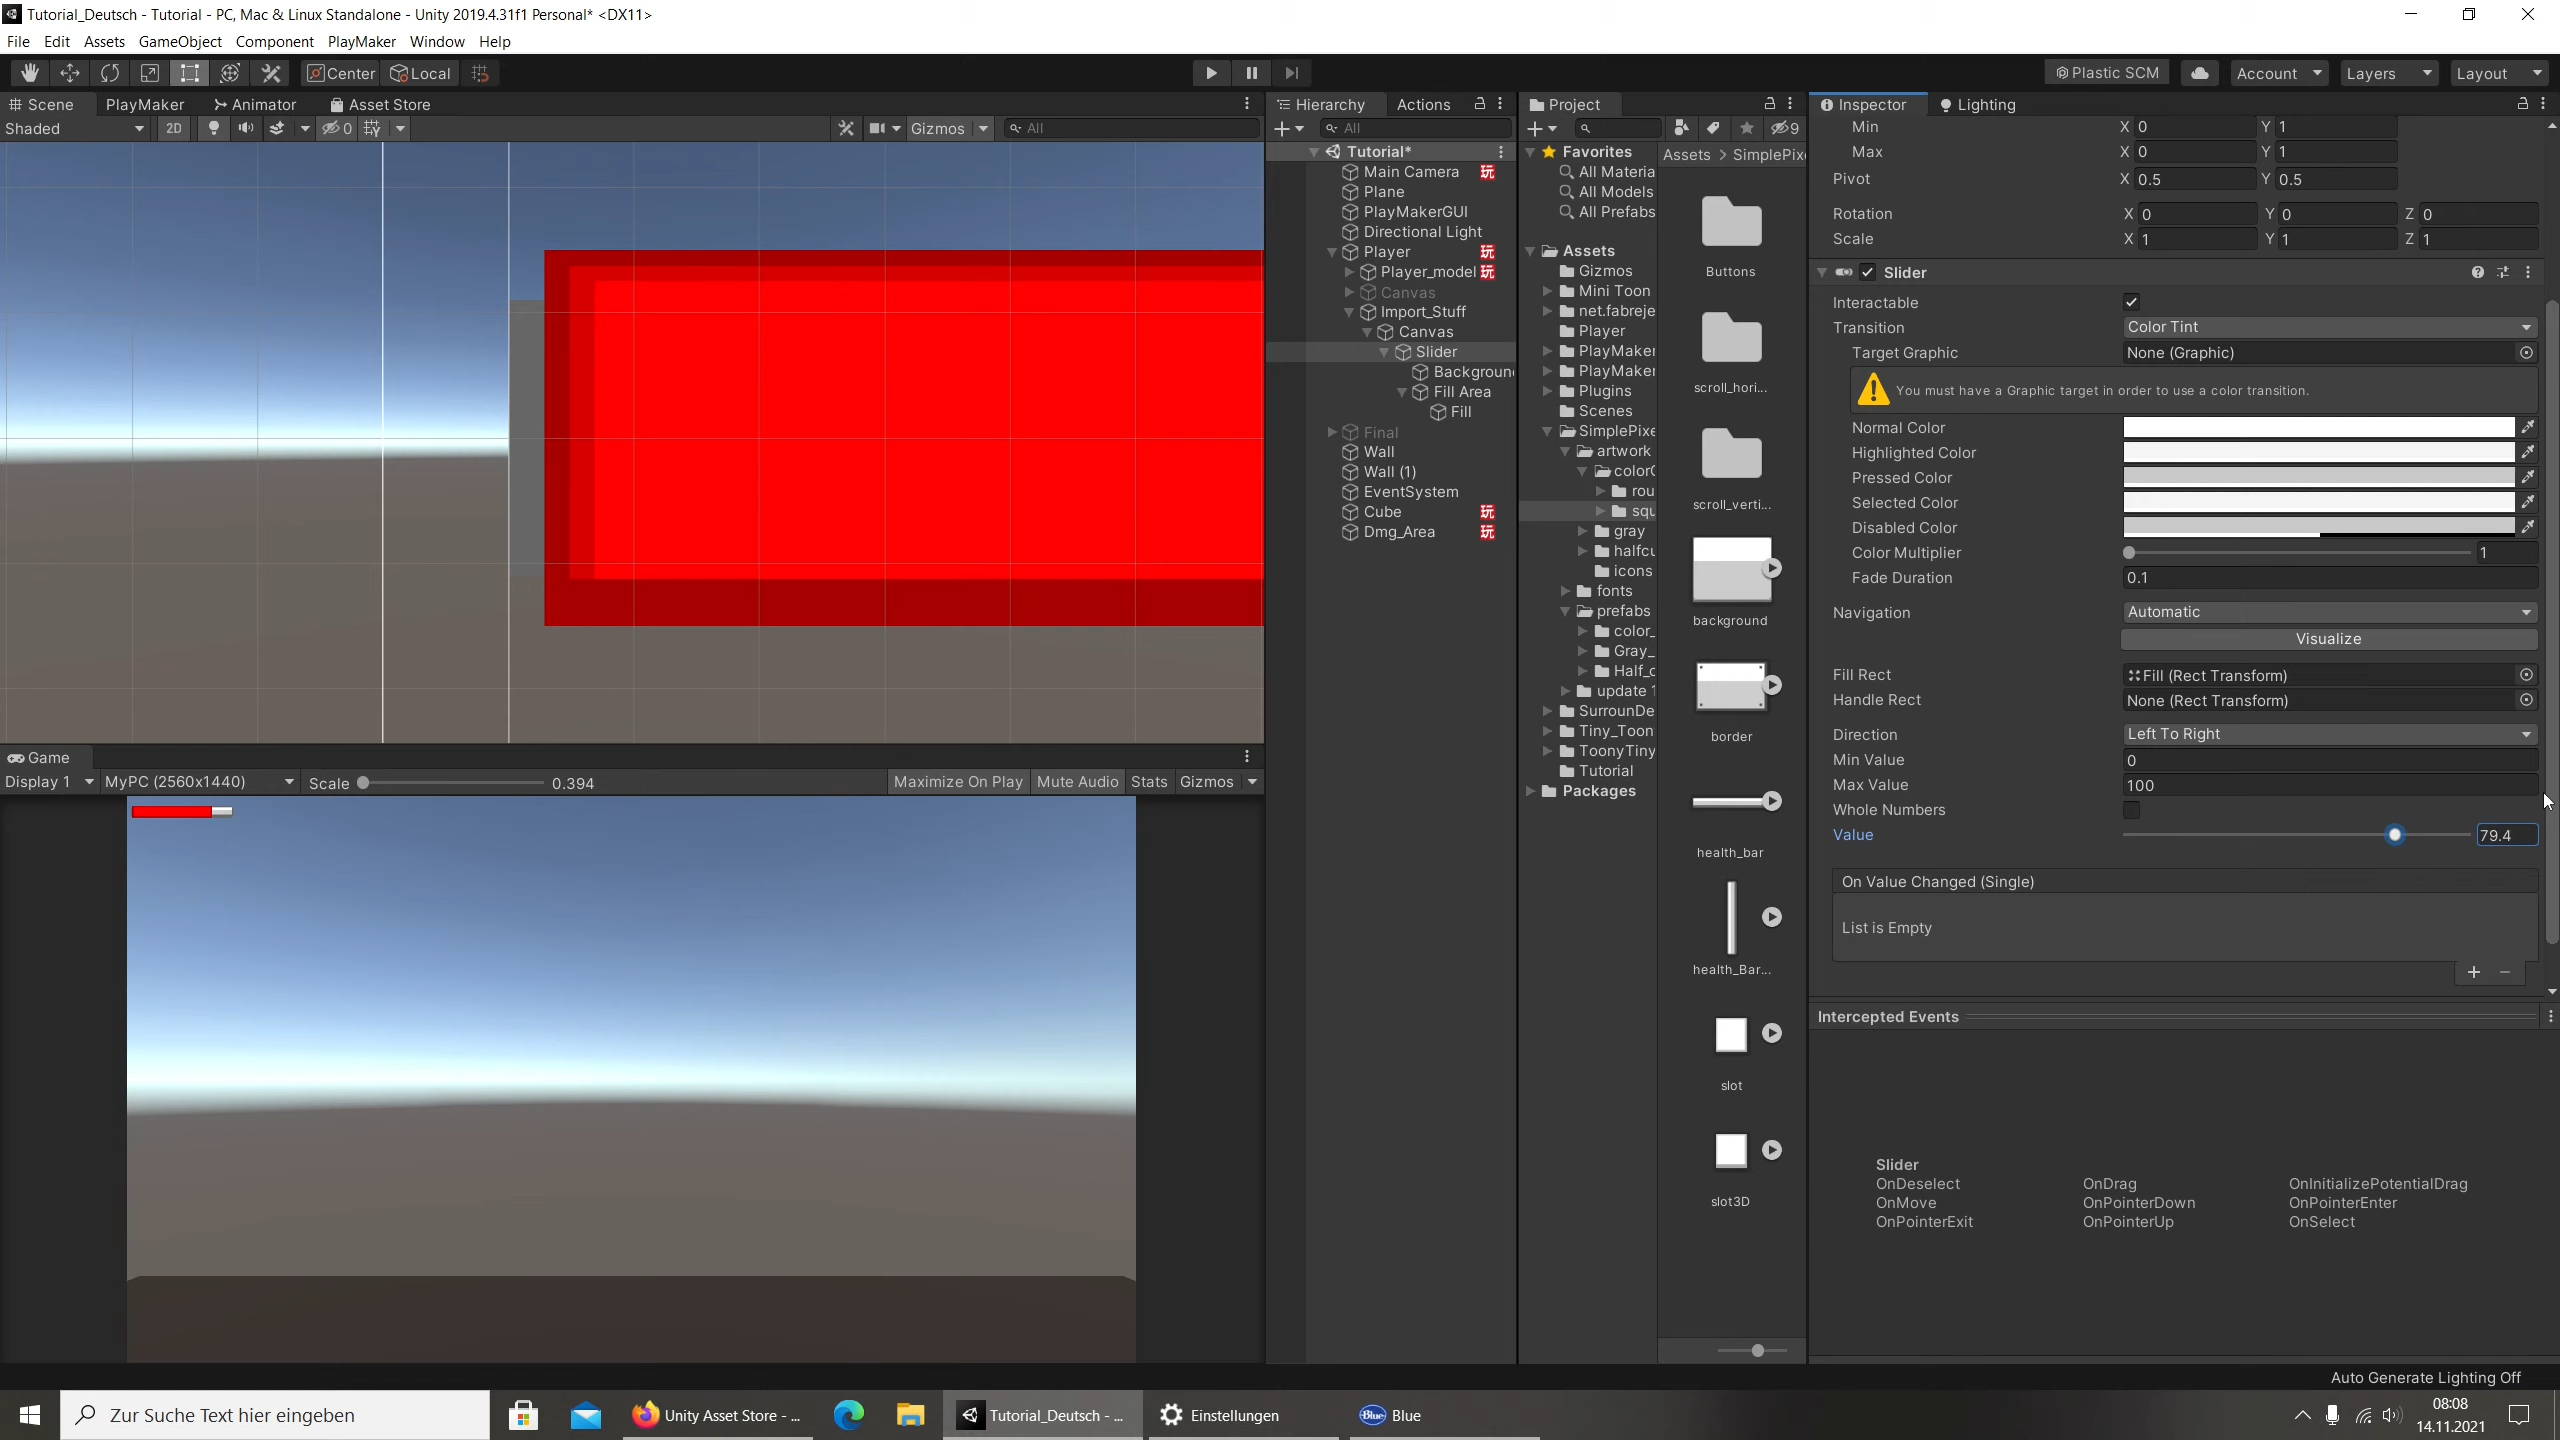 Tutorial_Deutsch - Tutorial - PC, Mac & Linux Standalone - Unity 2019.4.31f1 Personal* <DX11>
File Edit Assets GameObject Component PlayMaker Window Help
Center Local Plastic SCM Account Layers Layout
Scene PlayMaker Animator Asset Store
Shaded 2D 0 Gizmos All
Game
Display 1 MyPC (2560x1440) Scale 0.394 Maximize On Play Mute Audio Stats Gizmos
Hierarchy Actions
All
Tutorial*
Main Camera 玩
Plane
PlayMakerGUI
Directional Light
Player 玩
Player_model 玩
Canvas
Import_Stuff
Canvas
Slider
Backgroun
Fill Area
Fill
Final
Wall
Wall (1)
EventSystem
Cube 玩
Dmg_Area 玩
Project
9
Favorites
All Materia
All Models
All Prefabs
Assets
Gizmos
Mini Toon
net.fabreje
Player
PlayMaker
PlayMaker
Plugins
Scenes
SimplePixe
artwork
color
rou
squ
gray
halfcu
icons
fonts
prefabs
color_
Gray_
Half_c
update 1
SurrounDe
Tiny_Toon
ToonyTiny
Tutorial
Packages
Assets > SimplePix
Buttons
scroll_hori...
scroll_verti...
background
border
health_bar
health_Bar...
slot
slot3D
Inspector Lighting
Min X 0 Y 1
Max X 0 Y 1
Pivot X 0.5 Y 0.5
Rotation X 0 Y 0 Z 0
Scale X 1 Y 1 Z 1
Slider
Interactable
Transition Color Tint
Target Graphic None (Graphic)
You must have a Graphic target in order to use a color transition.
Normal Color
Highlighted Color
Pressed Color
Selected Color
Disabled Color
Color Multiplier 1
Fade Duration 0.1
Navigation Automatic
Visualize
Fill Rect Fill (Rect Transform)
Handle Rect None (Rect Transform)
Direction Left To Right
Min Value 0
Max Value 100
Whole Numbers
Value 79.4
On Value Changed (Single)
List is Empty
Intercepted Events
Slider
OnDeselect OnDrag OnInitializePotentialDrag
OnMove OnPointerDown OnPointerEnter
OnPointerExit OnPointerUp OnSelect
Auto Generate Lighting Off
Zur Suche Text hier eingeben
Unity Asset Store - ...
Tutorial_Deutsch - ...
Einstellungen
Blue Blue
08:08
14.11.2021